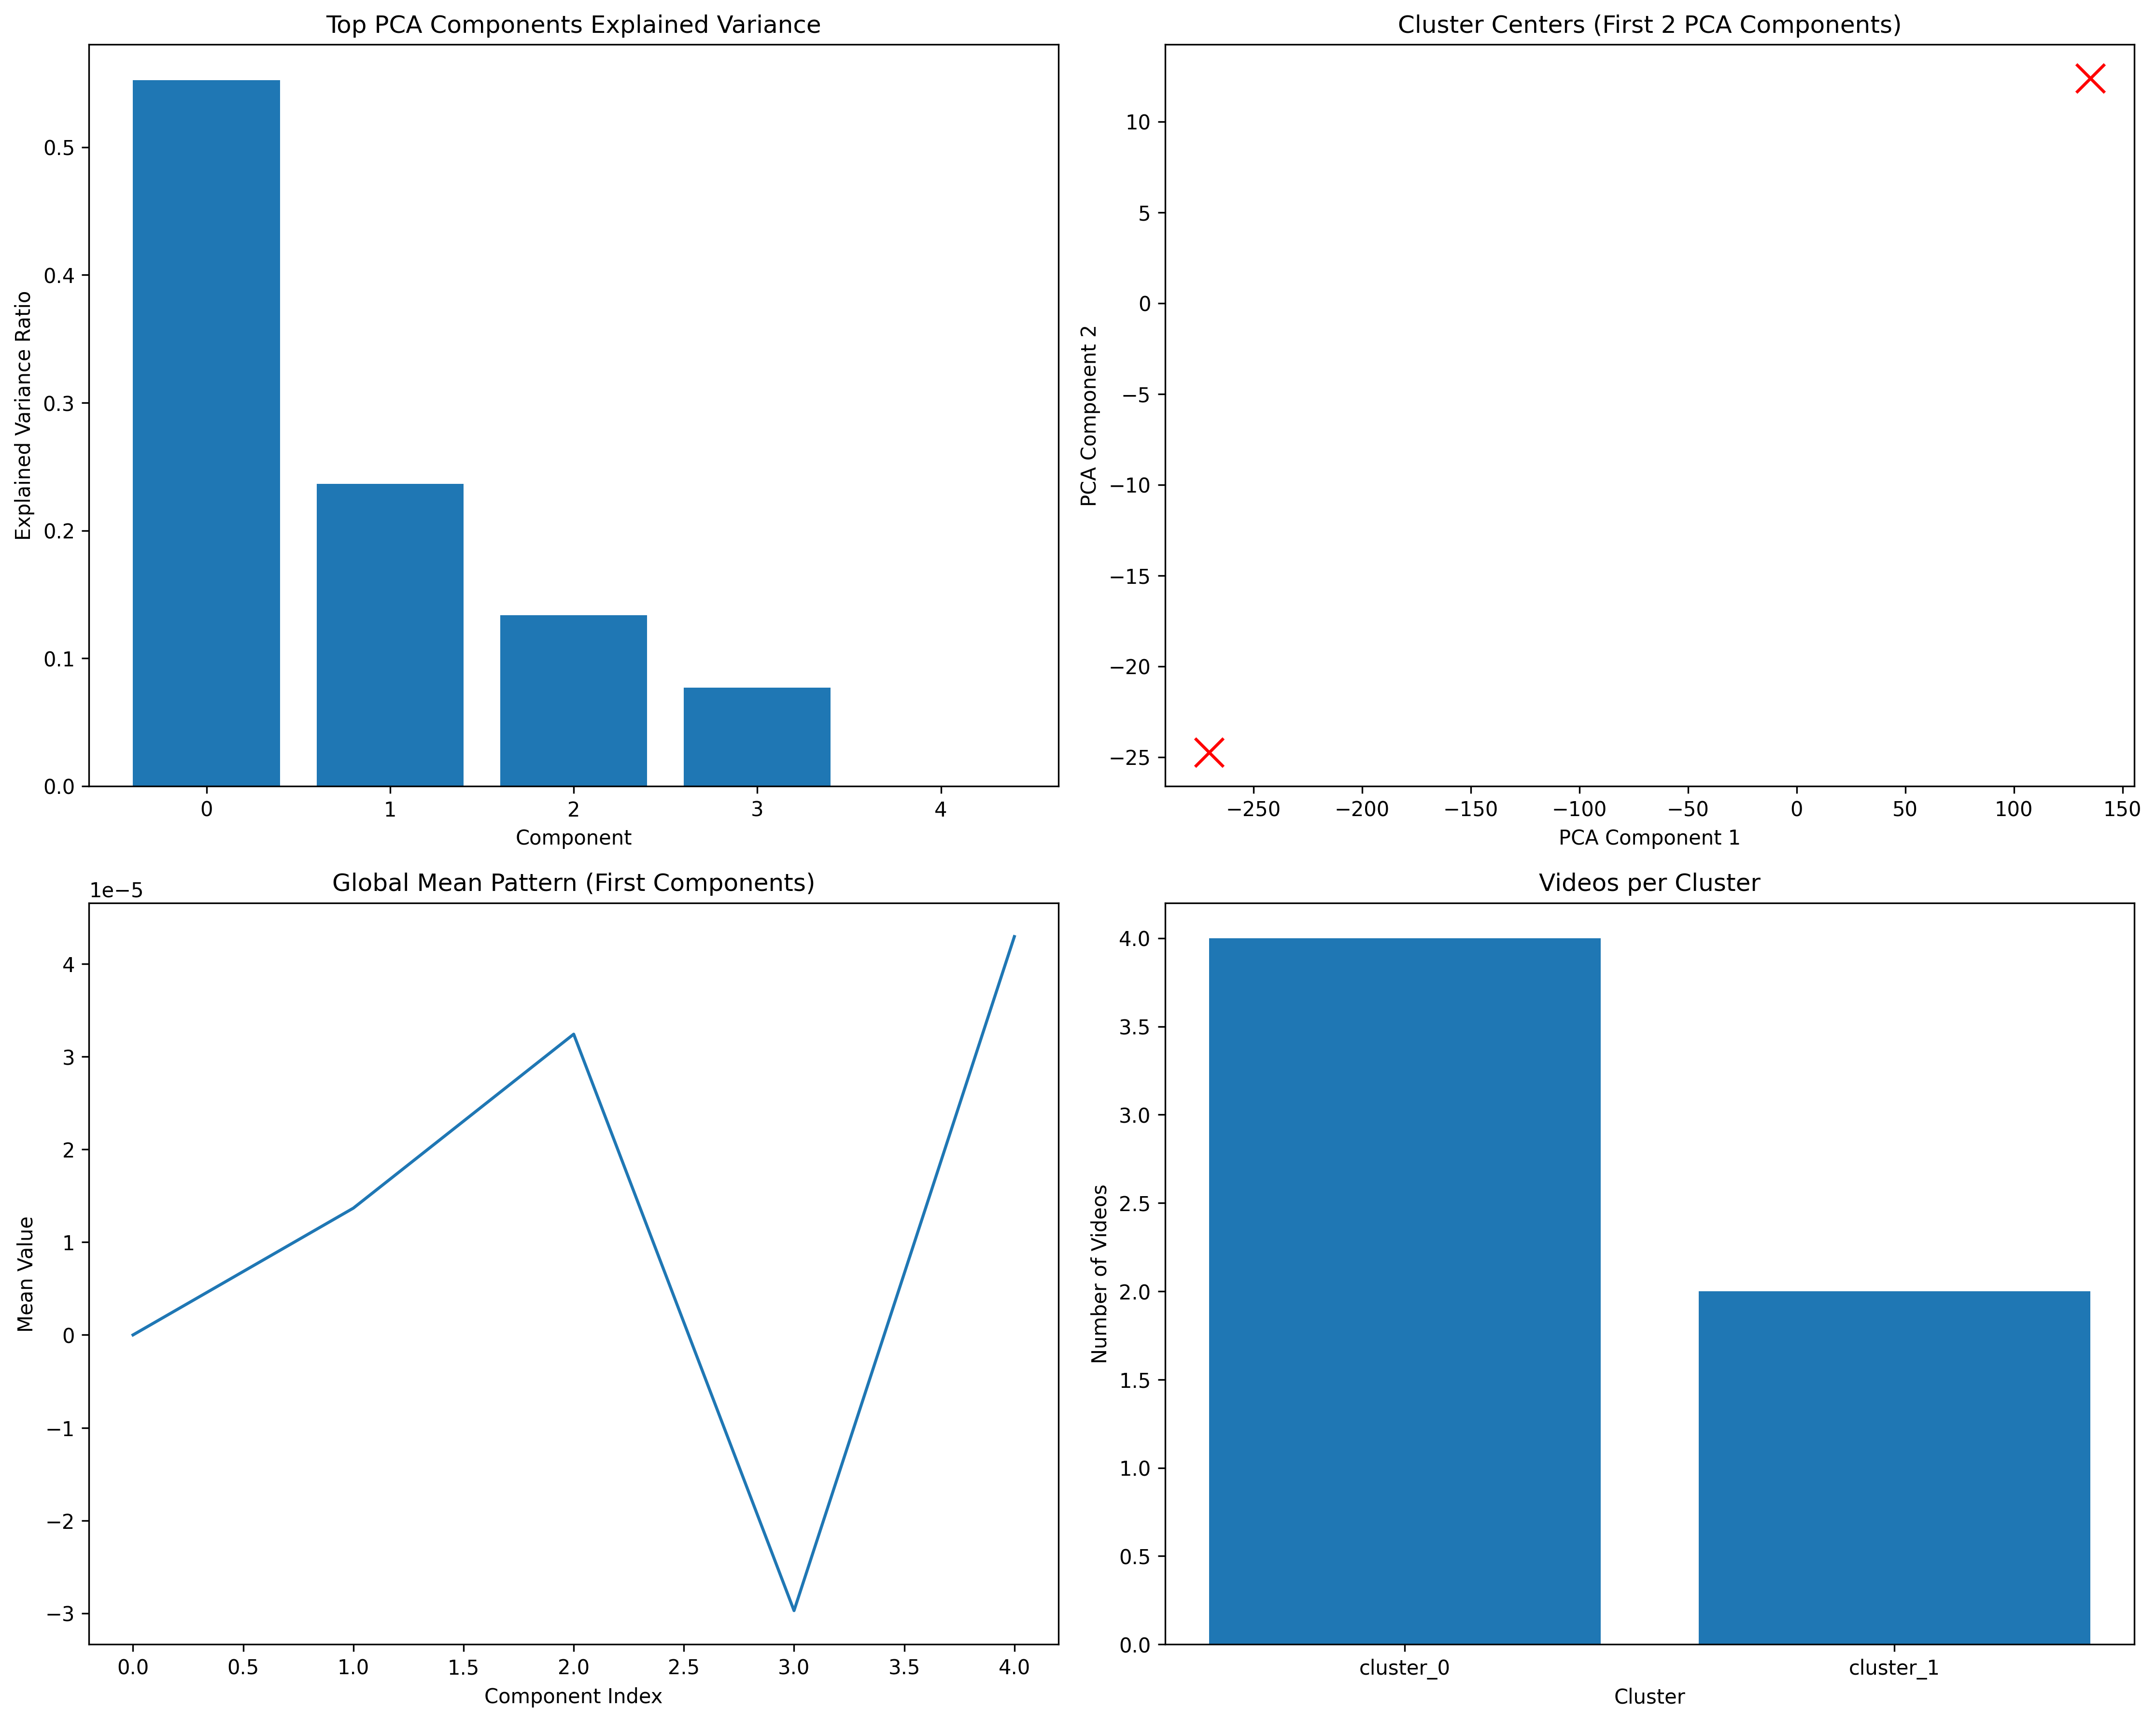 Top PCA Components Explained Variance
Explained Variance Ratio
0.5
0.4
0.3
0.2
0.1
0.0
0 1 2 3 4
Component
Cluster Centers (First 2 PCA Components)
PCA Component 2
10
5
0
−5
−10
−15
−20
−25
−250 −200 −150 −100 −50 0 50 100 150
PCA Component 1
Global Mean Pattern (First Components)
1e−5
Mean Value
4
3
2
1
0
−1
−2
−3
0.0 0.5 1.0 1.5 2.0 2.5 3.0 3.5 4.0
Component Index
Videos per Cluster
Number of Videos
4.0
3.5
3.0
2.5
2.0
1.5
1.0
0.5
0.0
cluster_0 cluster_1
Cluster